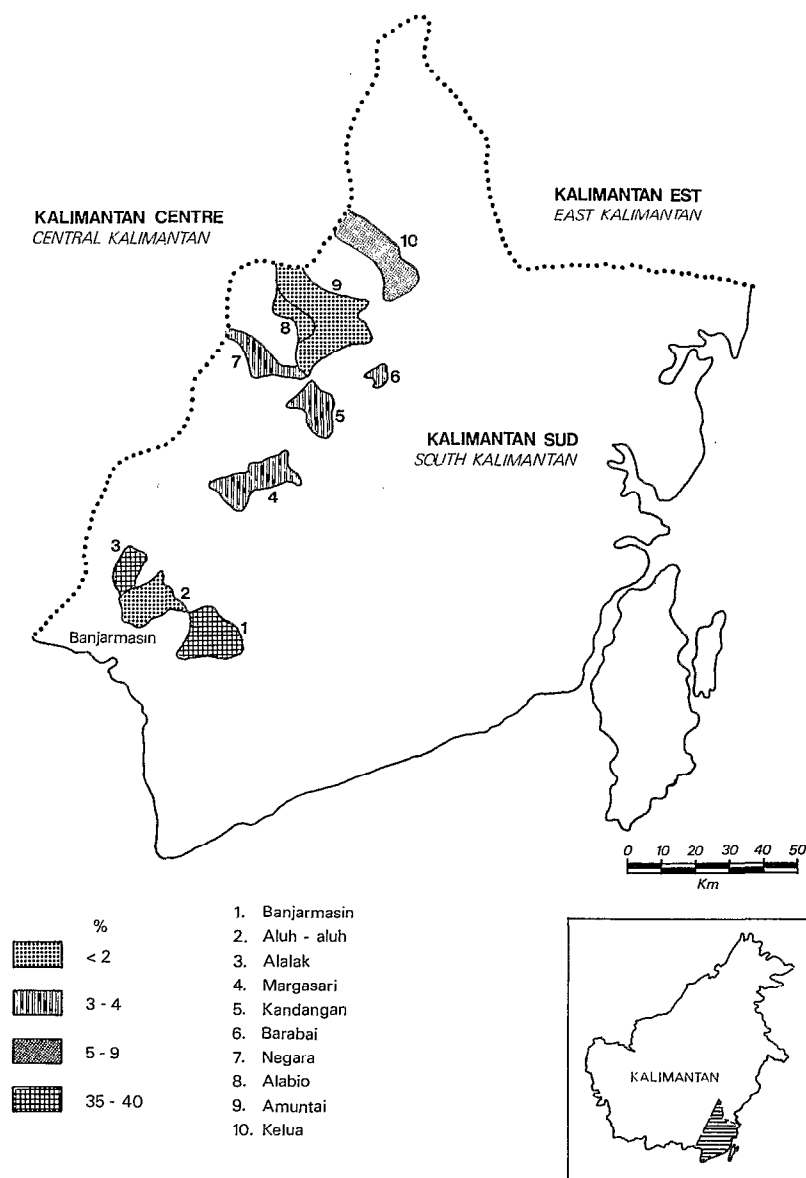 KALIMANTAN CENTRE
CENTRAL KALIMANTAN
KALIMANTAN EST
EAST KALIMANTAN
10
9
8
7
6
5
KALIMANTAN SUD
SOUTH KALIMANTAN
4
3
2
1
Banjarmasin
0 10 20 30 40 50
Km
%
< 2
3 - 4
5 - 9
35 - 40
1. Banjarmasin
2. Aluh - aluh
3. Alalak
4. Margasari
5. Kandangan
6. Barabai
7. Negara
8. Alabio
9. Amuntai
10. Kelua
KALIMANTAN